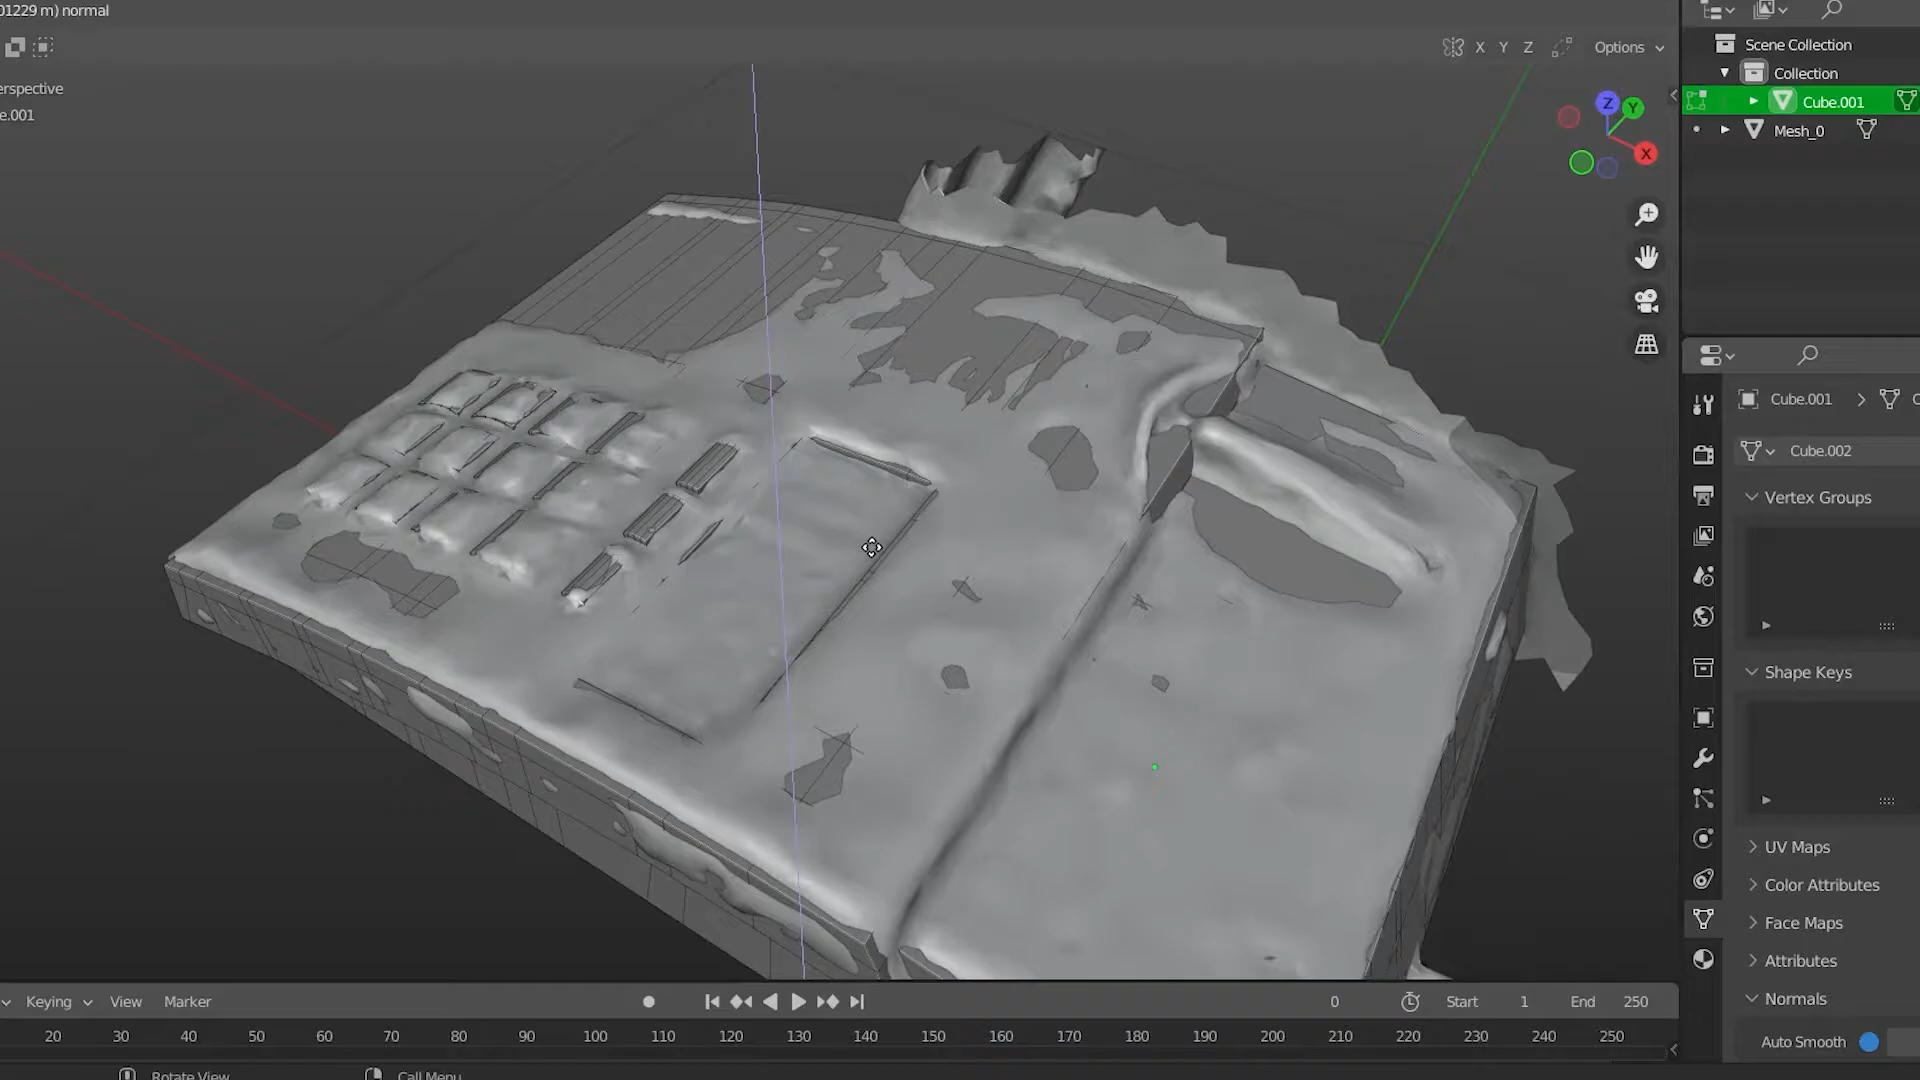 01229 m) normal
X Y Z Options
erspective
e.001
Z
Y
X
Scene Collection
Collection
Cube.001
Mesh_0
Cube.001
Cube.002
Vertex Groups
Shape Keys
UV Maps
Color Attributes
Face Maps
Attributes
Normals
Auto Smooth
Keying View Marker 0 Start 1 End 250
20 30 40 50 60 70 80 90 100 110 120 130 140 150 160 170 180 190 200 210 220 230 240 250
Rotate View Call Menu